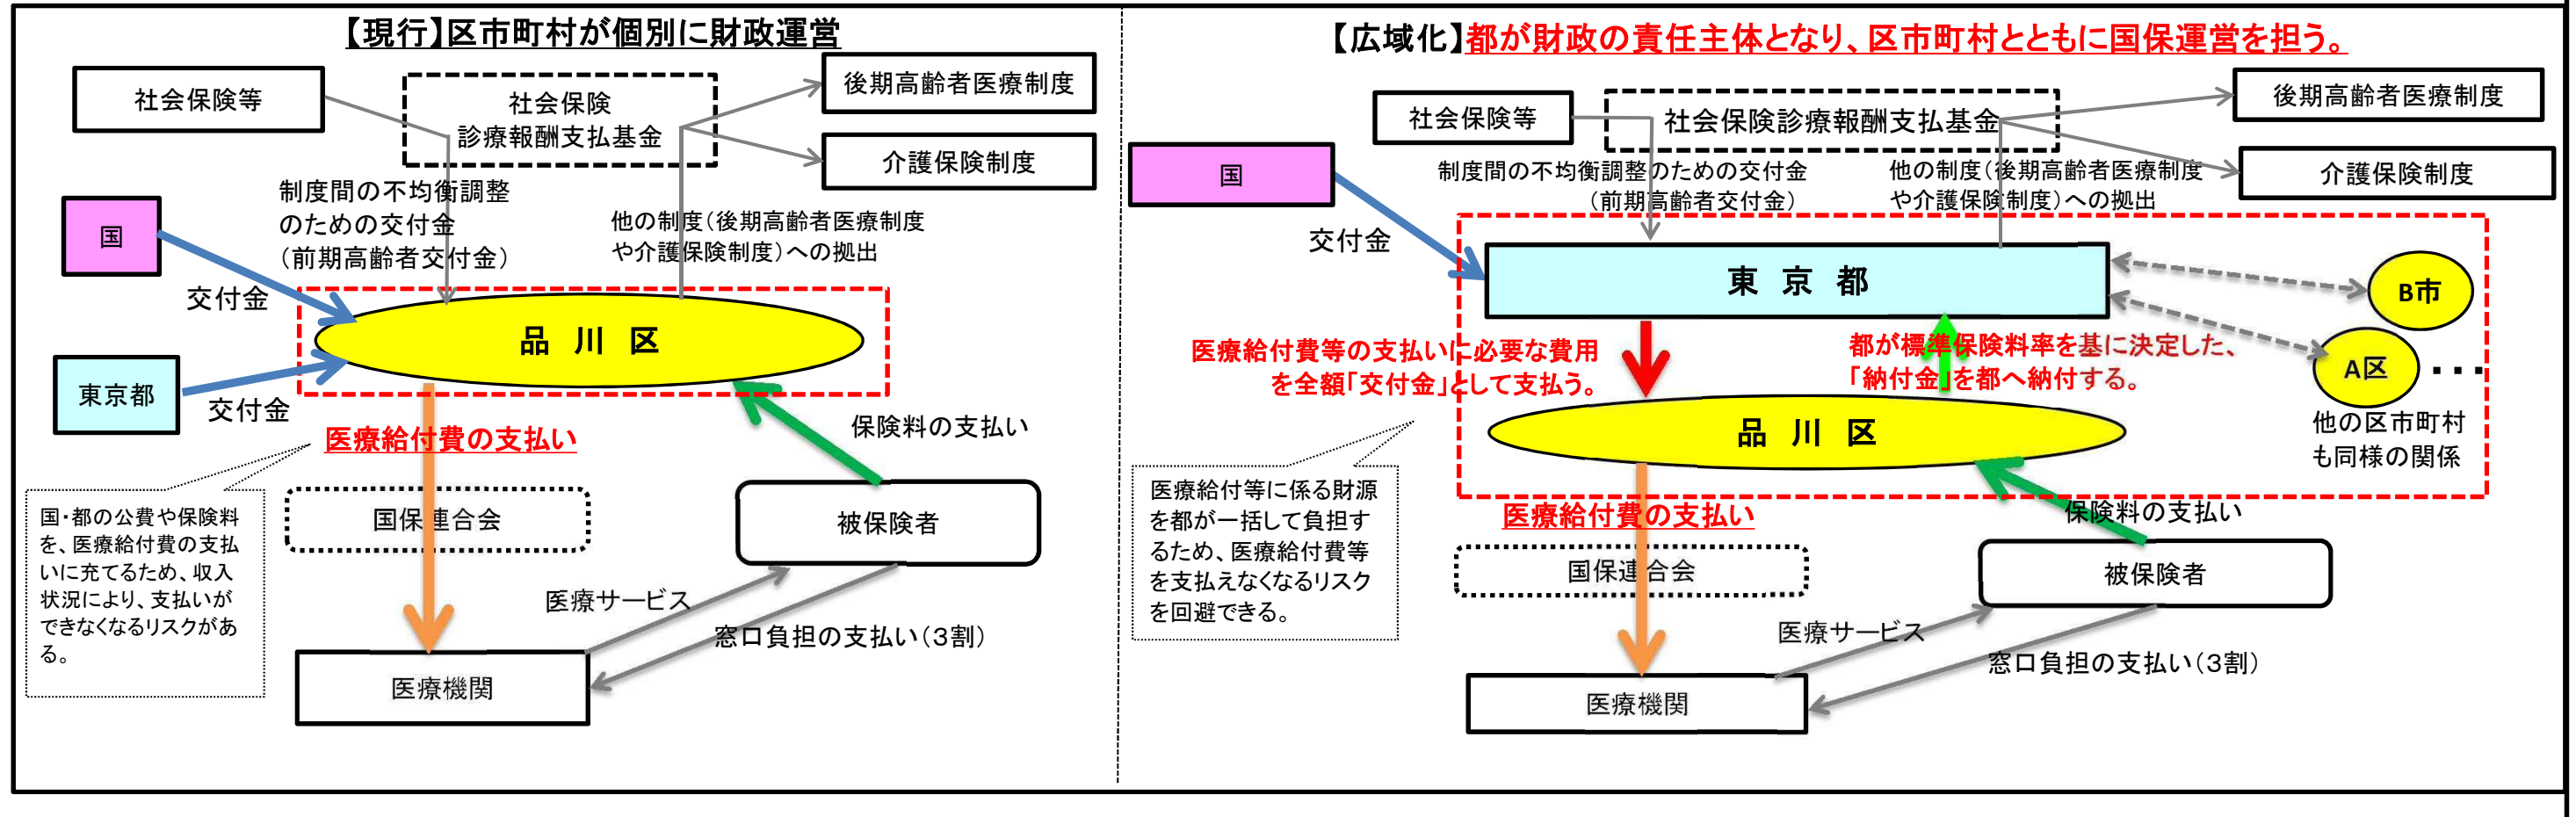 【現行】区市町村が個別に財政運営
社会保険等
社会保険
診療報酬支払基金
後期高齢者医療制度
介護保険制度
国
制度間の不均衡調整
のための交付金
（前期高齢者交付金）
他の制度（後期高齢者医療制度
や介護保険制度）への拠出
交付金
品川区
東京都
交付金
医療給付費の支払い
保険料の支払い
国・都の公費や保険料
を、医療給付費の支払
いに充てるため、収入
状況により、支払いが
できなくなるリスクがあ
る。
国保連合会
被保険者
医療サービス
窓口負担の支払い（3割）
医療機関
【広域化】都が財政の責任主体となり、区市町村とともに国保運営を担う。
社会保険等
社会保険診療報酬支払基金
後期高齢者医療制度
介護保険制度
国
制度間の不均衡調整のための交付金
（前期高齢者交付金）
他の制度（後期高齢者医療制度
や介護保険制度）への拠出
交付金
東京都
B市
A区
・・・
他の区市町村
も同様の関係
医療給付費等の支払いに必要な費用
を全額「交付金」として支払う。
都が標準保険料率を基に決定した、
「納付金」を都へ納付する。
品川区
医療給付等に係る財源
を都が一括して負担す
るため、医療給付費等
を支払えなくなるリスク
を回避できる。
医療給付費の支払い
保険料の支払い
国保連合会
被保険者
医療サービス
窓口負担の支払い（3割）
医療機関